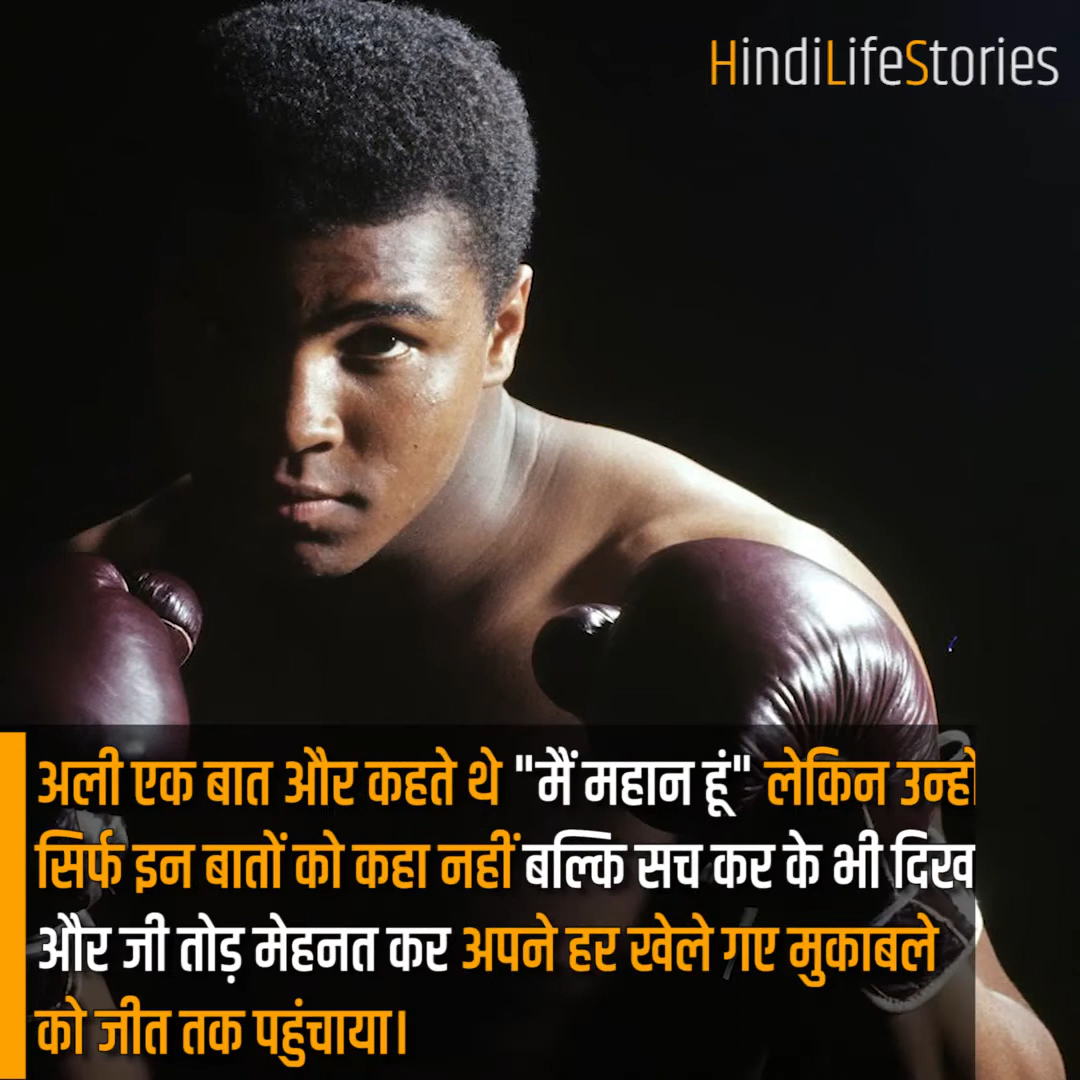 HindiLifeStories
अली एक बात और कहते थे "मैं महान हूं" लेकिन
सिर्फ इन बातों को कहा नहीं बल्कि सच कर के भी
और जी तोड़ मेहनत कर अपने हर खेले गए मुकाबले
को जीत तक पहुंचाया।